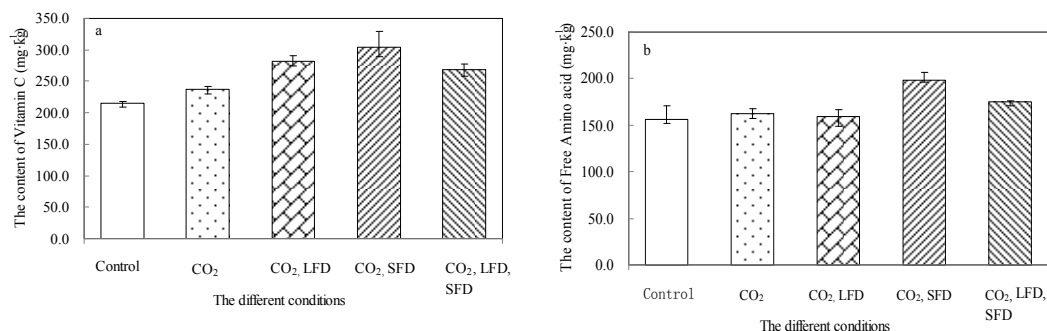 The content of Vitamin C (mg·kg-1)
a
350.0
300.0
250.0
200.0
150.0
100.0
50.0
0.0
Control
CO2
CO2, LFD
CO2, SFD
CO2, LFD,
SFD
The different conditions
The content of Free Amino acid (mg·kg-1)
b
250.0
200.0
150.0
100.0
50.0
0.0
Control
CO2
CO2, LFD
CO2, SFD
CO2, LFD,
SFD
The different conditions